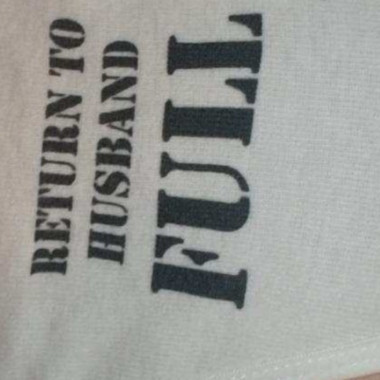 RETURN TO
HUSBAND
FULL